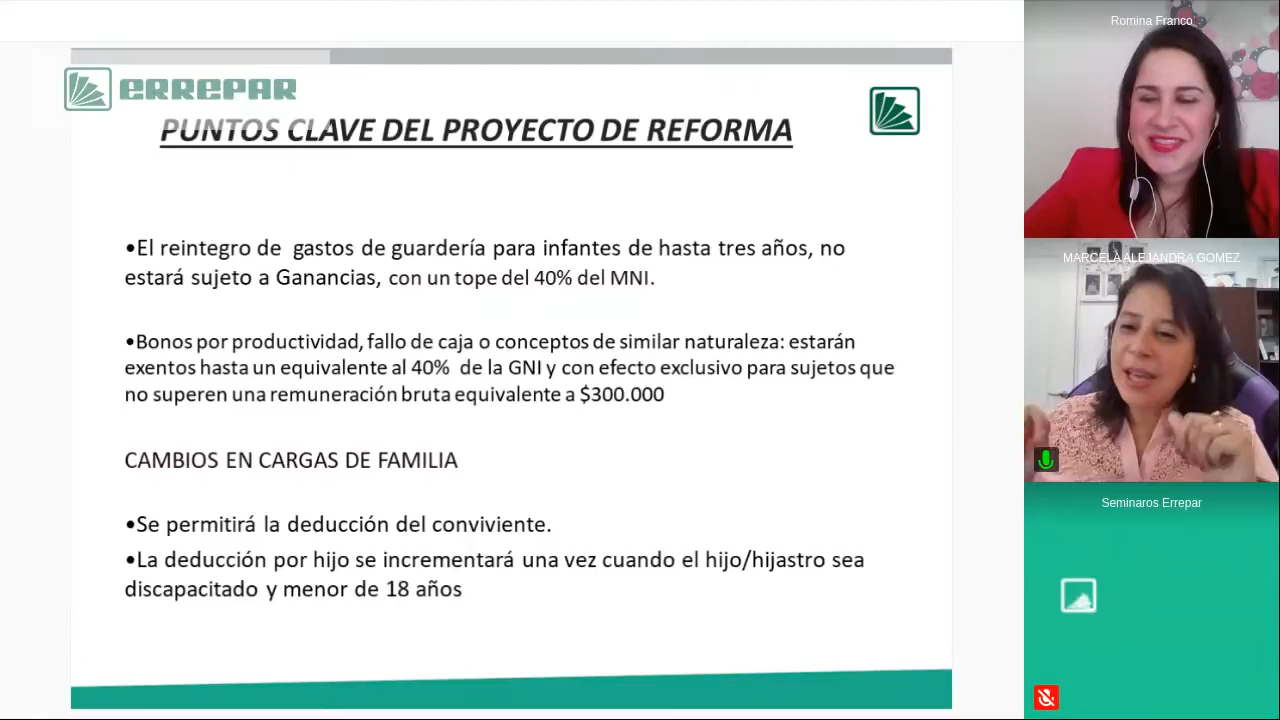 ERREPAR
PUNTOS CLAVE DEL PROYECTO DE REFORMA
•El reintegro de gastos de guardería para infantes de hasta tres años, no
estará sujeto a Ganancias, con un tope del 40% del MNI.
•Bonos por productividad, fallo de caja o conceptos de similar naturaleza: estarán
exentos hasta un equivalente al 40% de la GNI y con efecto exclusivo para sujetos que
no superen una remuneración bruta equivalente a $300.000
CAMBIOS EN CARGAS DE FAMILIA
•Se permitirá la deducción del conviviente.
•La deducción por hijo se incrementará una vez cuando el hijo/hijastro sea
discapacitado y menor de 18 años
Romina Franco
MARCELA ALEJANDRA GOMEZ
Seminaros Errepar